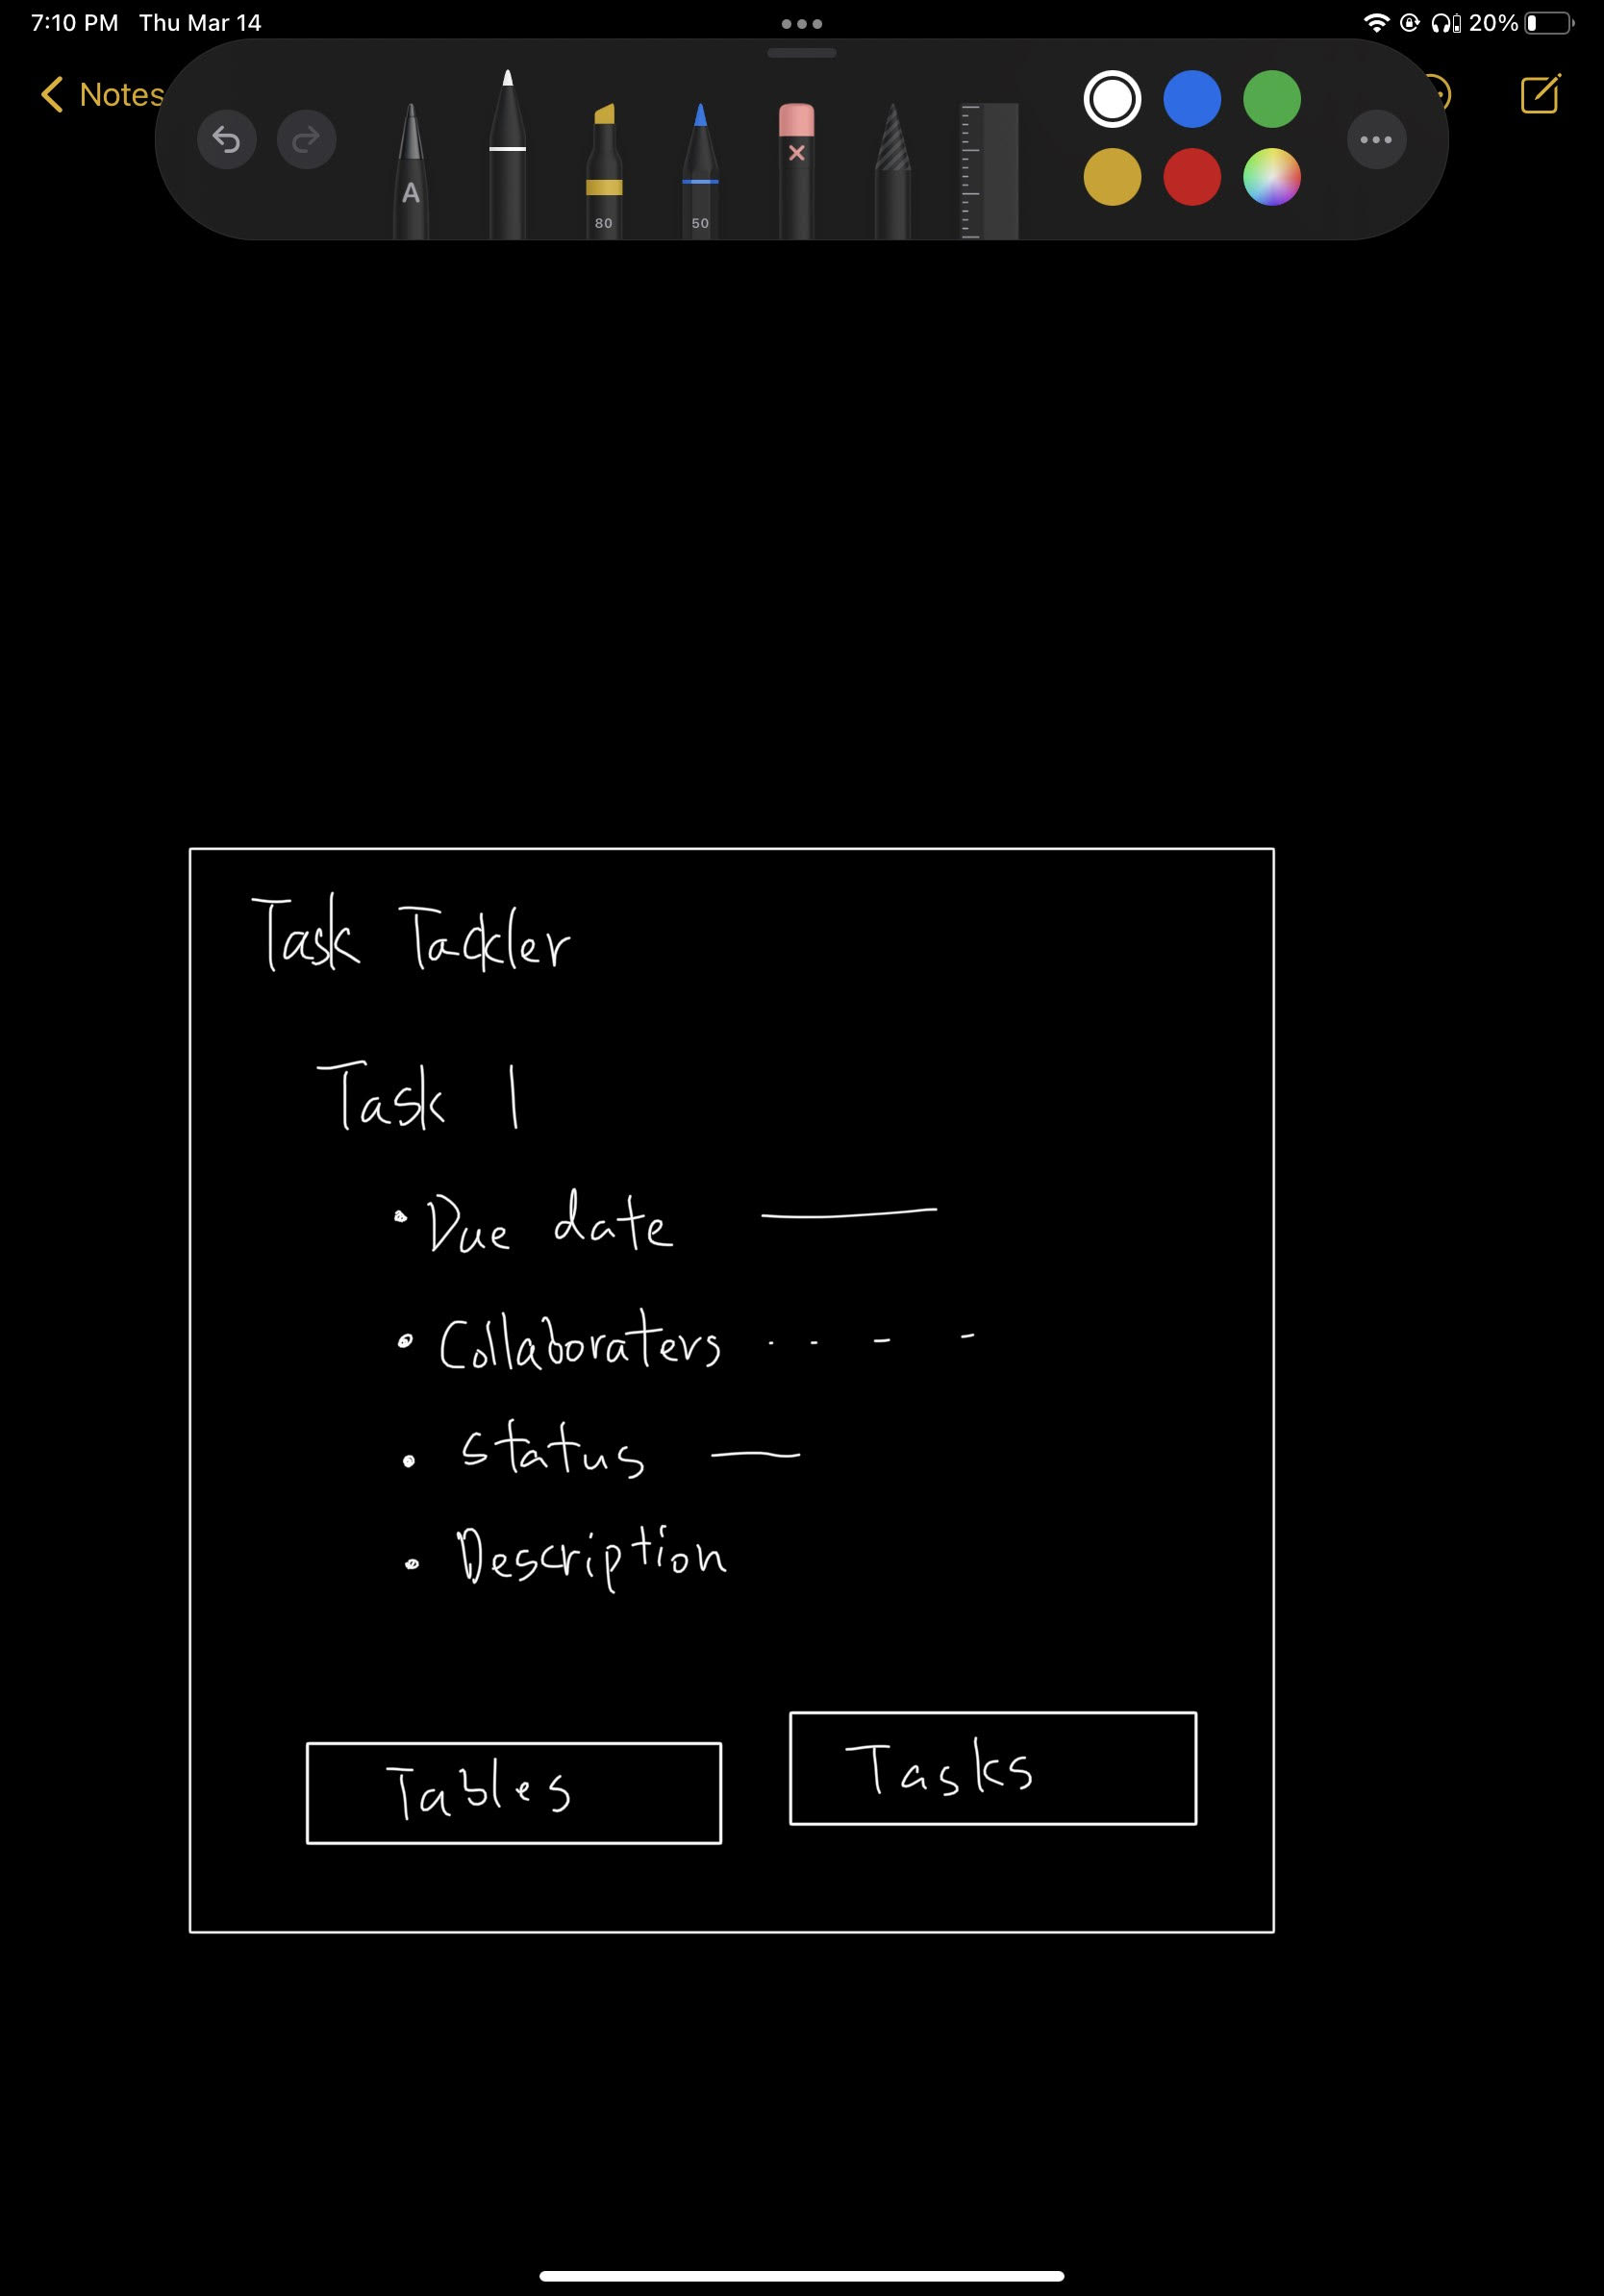 7:10 PM Thu Mar 14
20%
Notes
A
80
50
Task Tackler
Task 1
• Due date
• Collaboraters
• status
• Description
Tables
Tasks